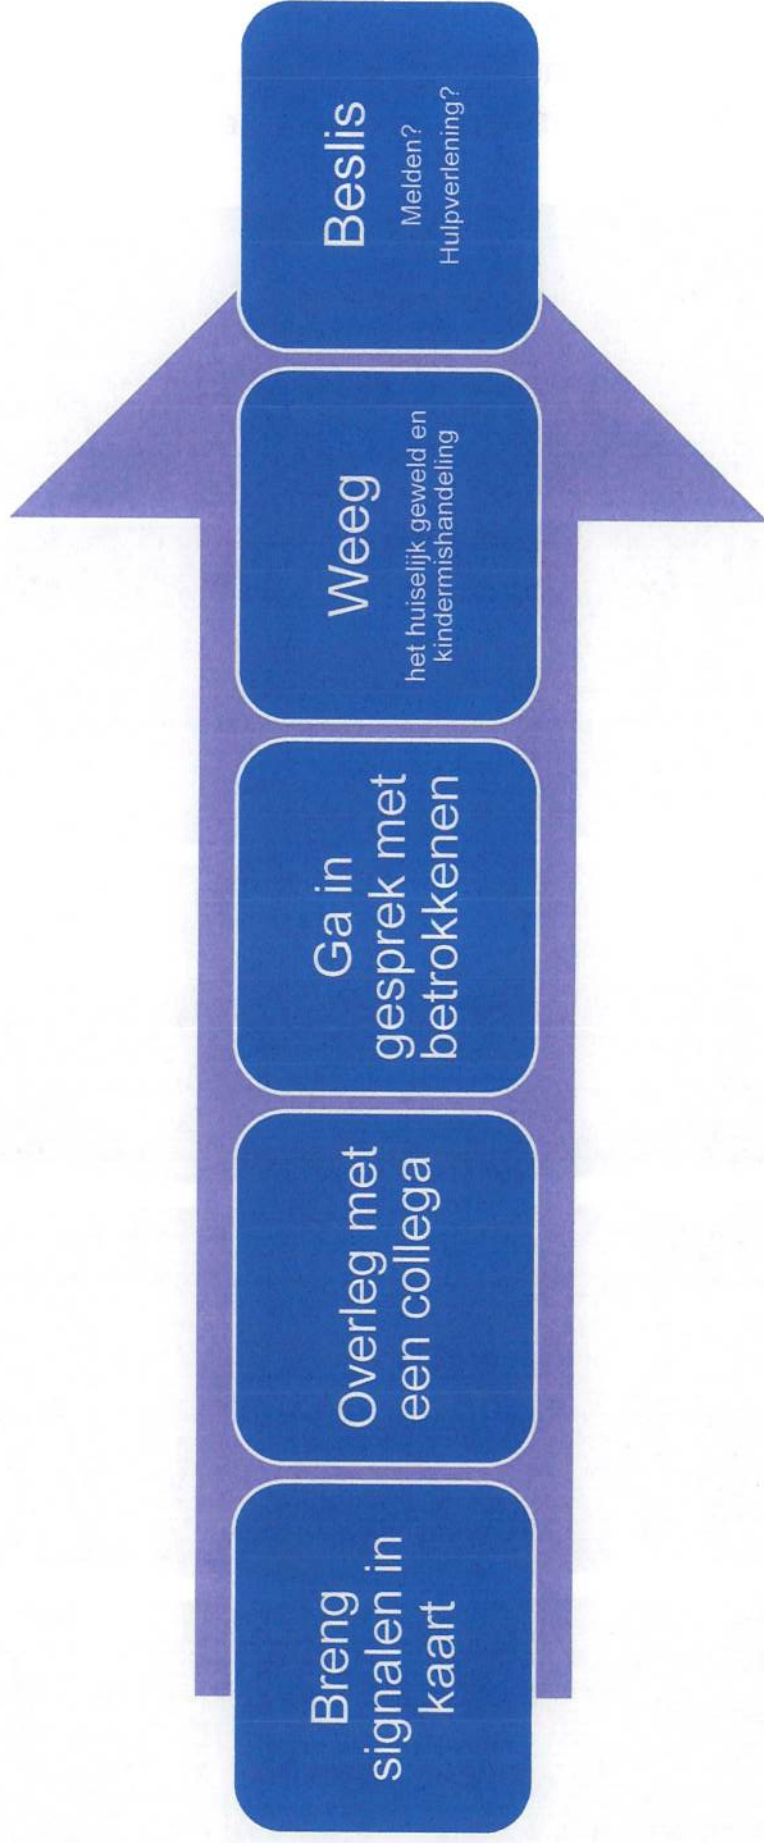 Breng
signalen in
kaart
Overleg met
een collega
Ga in
gesprek met
betrokkenen
Weeg
het huiselijk geweld en
kindermishandeling
Beslis
Melden?
Hulpverlening?